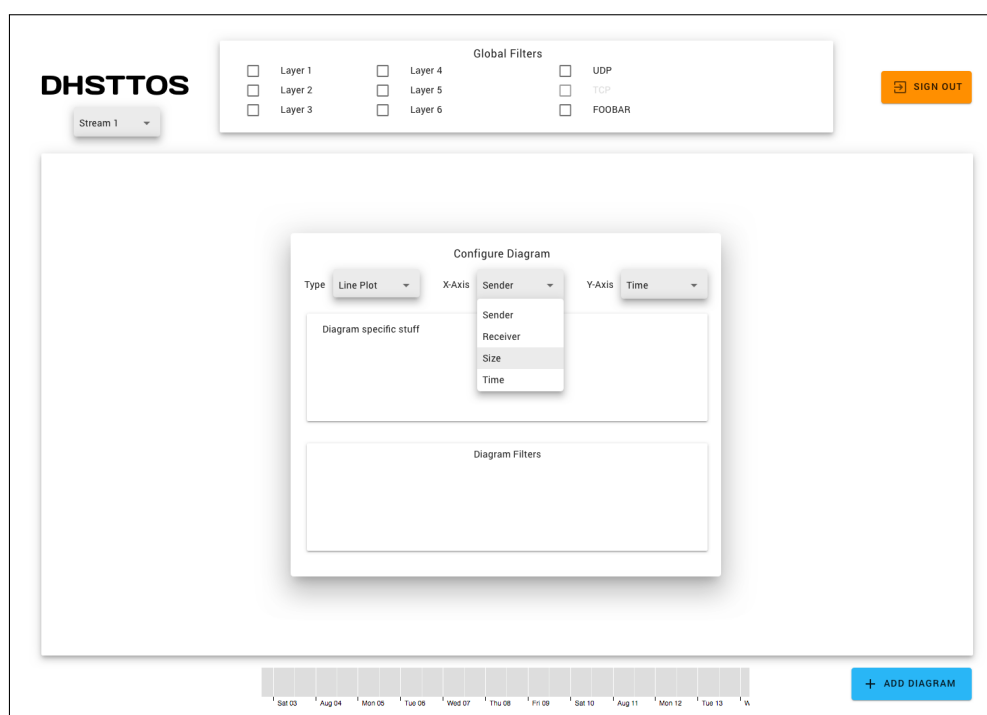 Global Filters
DHSTTOS
Layer 1 Layer 4 UDP
Layer 2 Layer 5 TCP
Layer 3 Layer 6 FOOBAR
SIGN OUT
Stream 1
Configure Diagram
Type Line Plot X-Axis Sender Y-Axis Time
Sender
Receiver
Size
Time
Diagram specific stuff
Diagram Filters
Sat 03 Aug 04 Mon 05 Tue 06 Wed 07 Thu 08 Fri 09 Sat 10 Aug 11 Mon 12 Tue 13
+ ADD DIAGRAM